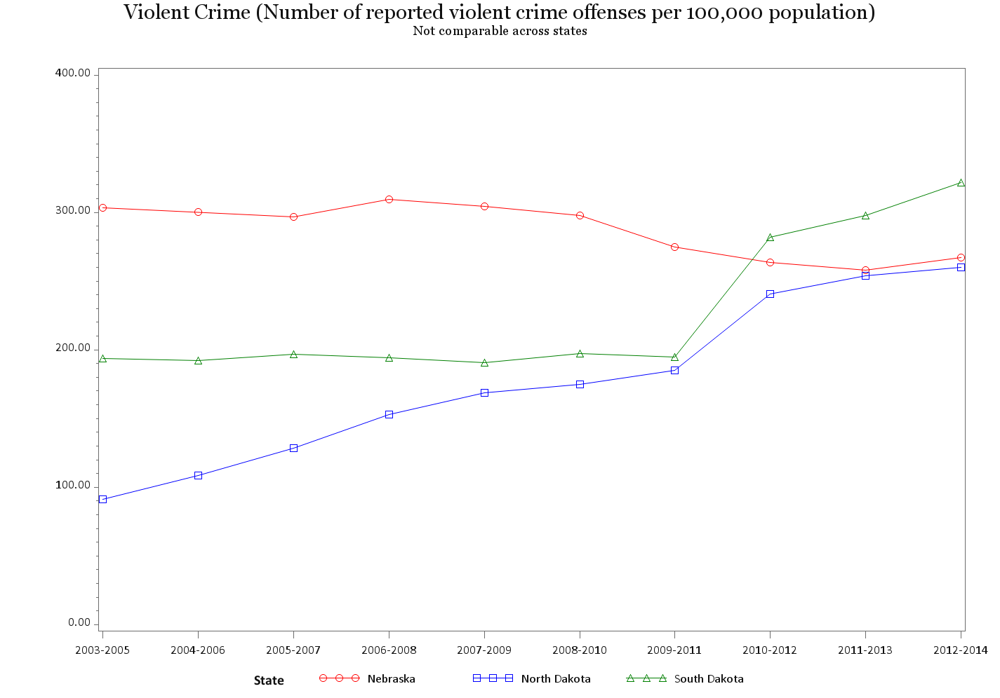 Violent Crime (Number of reported violent crime offenses per 100,000 population)
Not comparable across states
400.00
300.00
200.00
100.00
0.00
2003-2005 2004-2006 2005-2007 2006-2008 2007-2009 2008-2010 2009-2011 2010-2012 2011-2013 2012-2014
State Nebraska North Dakota South Dakota